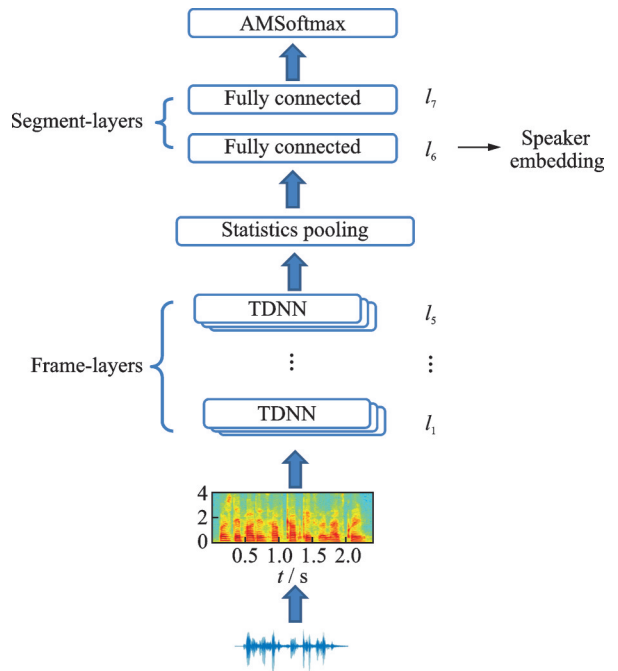 AMSoftmax
Segment-layers
Fully connected
l₇
Fully connected
l₆
Speaker
embedding
Statistics pooling
Frame-layers
TDNN
l₅
⋮
⋮
TDNN
l₁
4
2
0
0.5 1.0 1.5 2.0
t / s